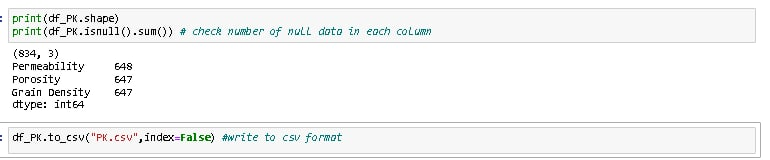 print(df_PK.shape)
print(df_PK.isnull().sum()) # check number of null data in each column
(834, 3)
Permeability     648
Porosity         647
Grain Density    647
dtype: int64
df_PK.to_csv("PK.csv",index=False) #write to csv format